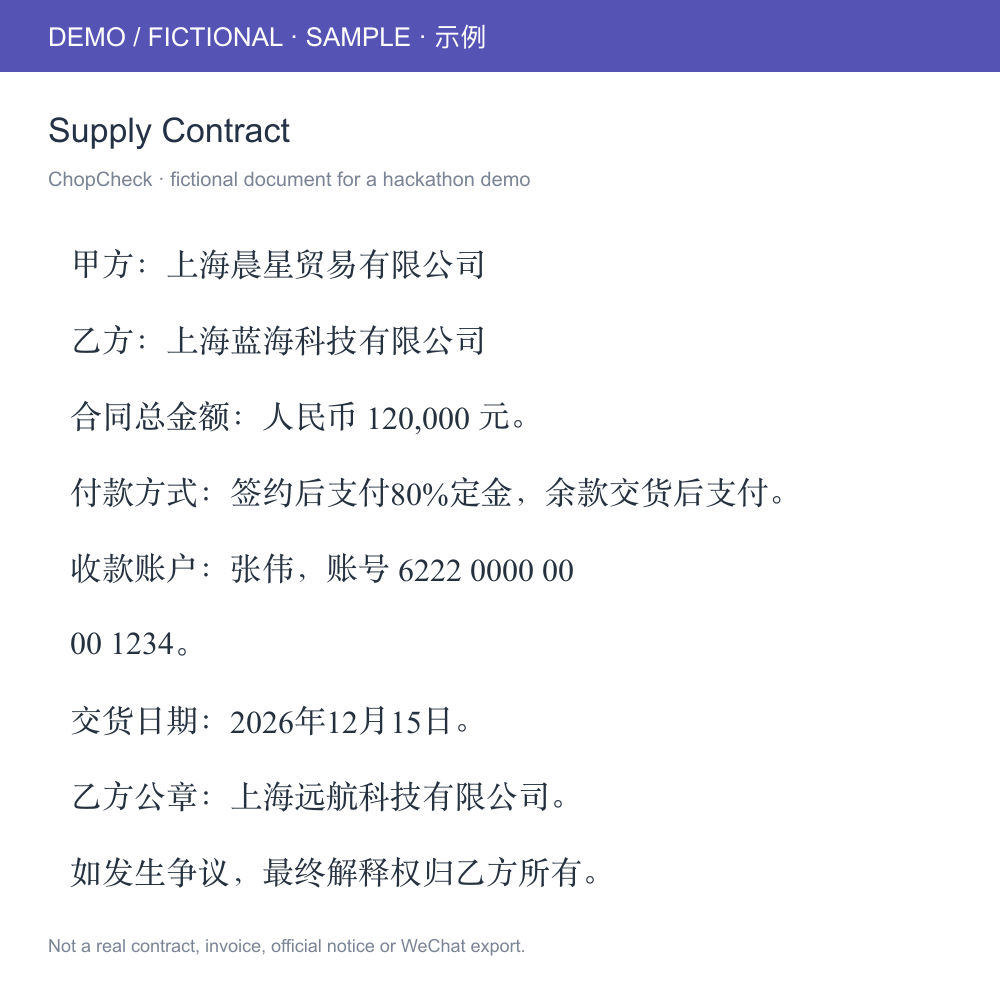 DEMO / FICTIONAL · SAMPLE · 示例
Supply Contract
ChopCheck · fictional document for a hackathon demo
甲方：上海晨星贸易有限公司
乙方：上海蓝海科技有限公司
合同总金额：人民币 120,000 元。
付款方式：签约后支付80%定金，余款交货后支付。
收款账户：张伟，账号 6222 0000 00
00 1234。
交货日期：2026年12月15日。
乙方公章：上海远航科技有限公司。
如发生争议，最终解释权归乙方所有。
Not a real contract, invoice, official notice or WeChat export.